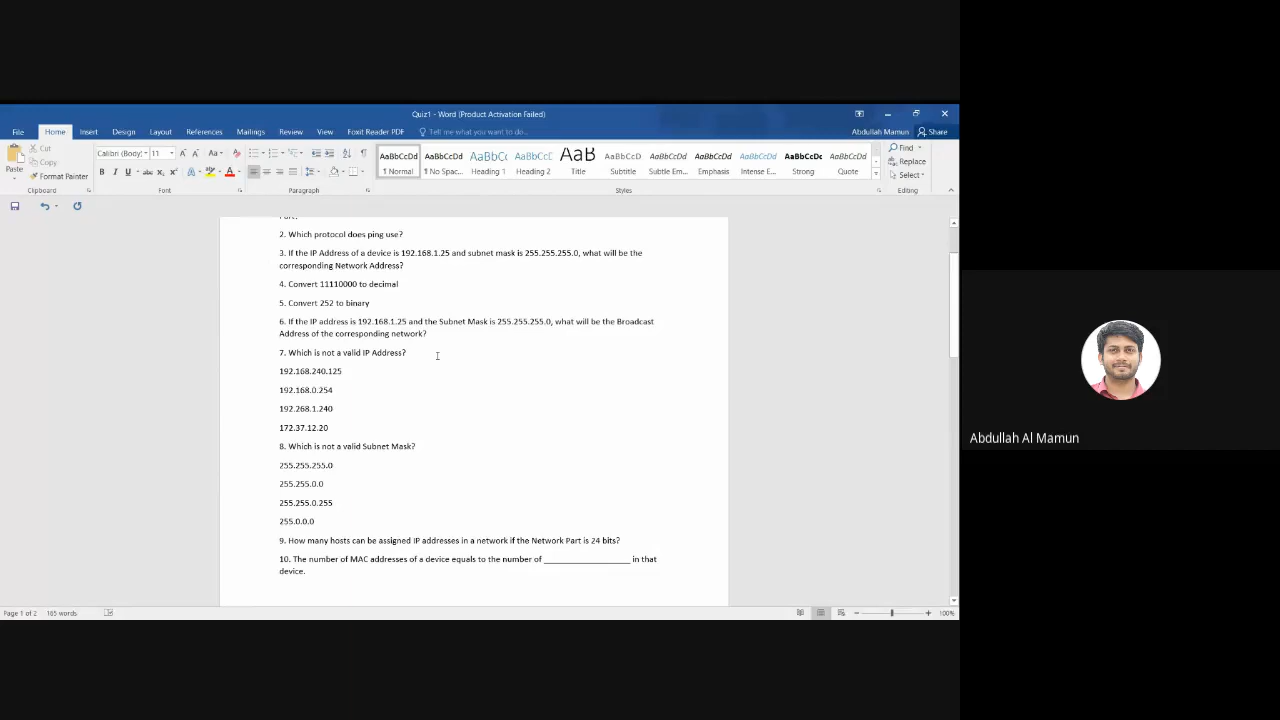 Quiz1 - Word (Product Activation Failed)
File Home Insert Design Layout References Mailings Review View Foxit Reader PDF Tell me what you want to do... Abdullah Mamun Share
Paste Cut Copy Format Painter
Calibri (Body) 11 Aa
B I U abc X₂ X² A A
AaBbCcDd AaBbCcDd AaBbCc AaBbCcE AaB AaBbCcD AaBbCcDd AaBbCcDd AaBbCcDd AaBbCcDc AaBbCcDd
¶ Normal ¶ No Spac... Heading 1 Heading 2 Title Subtitle Subtle Em... Emphasis Intense E... Strong Quote
Find Replace Select
Clipboard Font Paragraph Styles Editing
Part.
2. Which protocol does ping use?
3. If the IP Address of a device is 192.168.1.25 and subnet mask is 255.255.255.0, what will be the
corresponding Network Address?
4. Convert 11110000 to decimal
5. Convert 252 to binary
6. If the IP address is 192.168.1.25 and the Subnet Mask is 255.255.255.0, what will be the Broadcast
Address of the corresponding network?
7. Which is not a valid IP Address?
192.168.240.125
192.168.0.254
192.268.1.240
172.37.12.20
8. Which is not a valid Subnet Mask?
255.255.255.0
255.255.0.0
255.255.0.255
255.0.0.0
9. How many hosts can be assigned IP addresses in a network if the Network Part is 24 bits?
10. The number of MAC addresses of a device equals to the number of ____________________ in that
device.
Page 1 of 2 165 words 100%
Abdullah Al Mamun